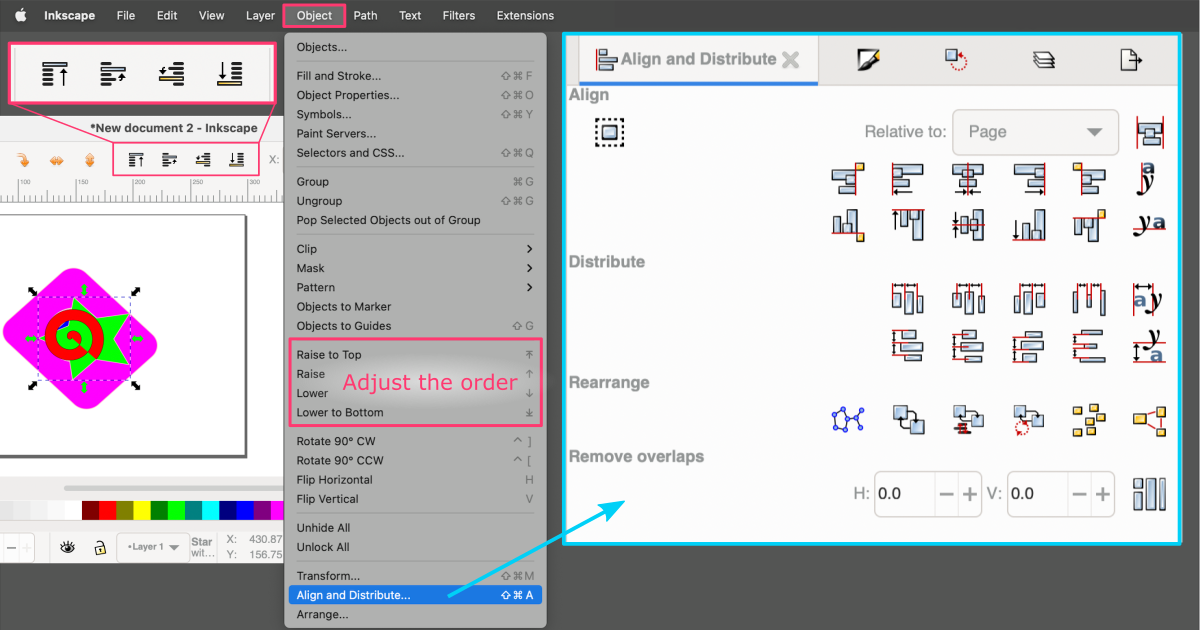 Inkscape File Edit View Layer Object Path Text Filters Extensions
*New document 2 - Inkscape
X:
100 150 200 250 300
Layer 1
Star
wit...
X: 430.87
Y: 156.75
Objects...
Fill and Stroke... ⇧⌘F
Object Properties... ⇧⌘O
Symbols... ⇧⌘Y
Paint Servers...
Selectors and CSS... ⇧⌘Q
Group ⌘G
Ungroup ⇧⌘G
Pop Selected Objects out of Group
Clip
Mask
Pattern
Objects to Marker
Objects to Guides ⇧G
Raise to Top ⤒
Raise ↑
Adjust the order
Lower ↓
Lower to Bottom ⤓
Rotate 90° CW ^ ]
Rotate 90° CCW ^ [
Flip Horizontal H
Flip Vertical V
Unhide All
Unlock All
Transform... ⇧⌘M
Align and Distribute... ⇧⌘A
Arrange...
Align and Distribute
Align
Relative to: Page
a
y
ya
Distribute
a y
y
a
Rearrange
Remove overlaps
H: 0.0 − + V: 0.0 − +